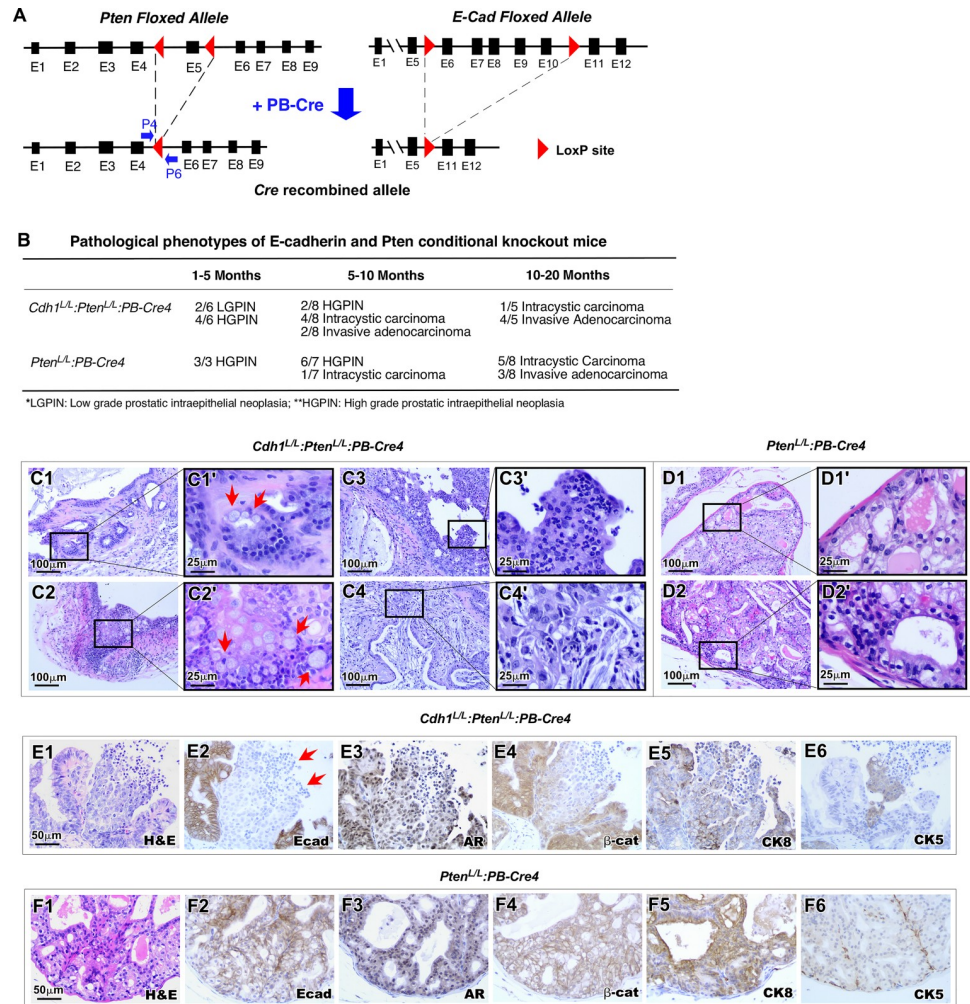 A
Pten Floxed Allele
E-Cad Floxed Allele
E1 E2 E3 E4 E5 E6 E7 E8 E9
E1 E5 E6 E7 E8 E9 E10 E11 E12
+ PB-Cre
P4
E1 E2 E3 E4 E6 E7 E8 E9
P6
E1 E5 E11 E12
LoxP site
Cre recombined allele
B Pathological phenotypes of E-cadherin and Pten conditional knockout mice
1-5 Months 5-10 Months 10-20 Months
Cdh1L/L:PtenL/L:PB-Cre4 2/6 LGPIN 2/8 HGPIN 1/5 Intracystic carcinoma
4/6 HGPIN 4/8 Intracystic carcinoma 4/5 Invasive Adenocarcinoma
2/8 Invasive adenocarcinoma
PtenL/L:PB-Cre4 3/3 HGPIN 6/7 HGPIN 5/8 Intracystic Carcinoma
1/7 Intracystic carcinoma 3/8 Invasive adenocarcinoma
*LGPIN: Low grade prostatic intraepithelial neoplasia; **HGPIN: High grade prostatic intraepithelial neoplasia
Cdh1L/L:PtenL/L:PB-Cre4 PtenL/L:PB-Cre4
C1 C1' C3 C3' D1 D1'
100μm 25μm 100μm 25μm 100μm 25μm
C2 C2' C4 C4' D2 D2'
100μm 25μm 100μm 25μm 100μm 25μm
Cdh1L/L:PtenL/L:PB-Cre4
E1 E2 E3 E4 E5 E6
50μm
H&E Ecad AR β-cat CK8 CK5
PtenL/L:PB-Cre4
F1 F2 F3 F4 F5 F6
50μm
H&E Ecad AR β-cat CK8 CK5